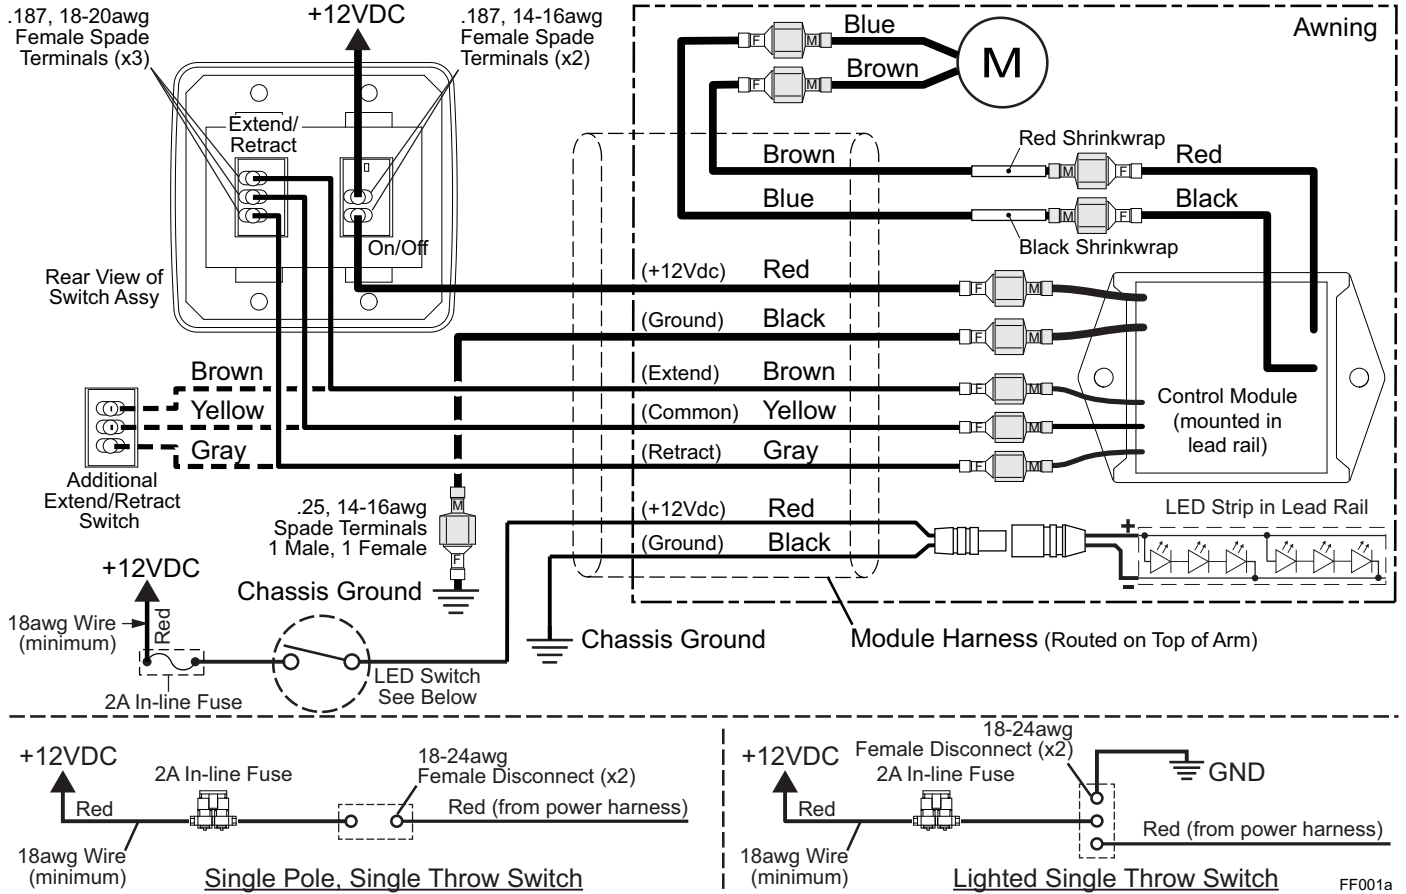 .187, 18-20awg
Female Spade
Terminals (x3)
+12VDC
.187, 14-16awg
Female Spade
Terminals (x2)
Awning
Blue
F
M
M
Brown
F
M
Extend/
Retract
On/Off
Rear View of
Switch Assy
Brown
Red Shrinkwrap
M
F
Red
Blue
Black Shrinkwrap
M
F
Black
(+12Vdc)
Red
F
M
(Ground)
Black
F
M
(Extend)
Brown
F
M
(Common)
Yellow
F
M
(Retract)
Gray
F
M
Control Module
(mounted in
lead rail)
Brown
Yellow
Gray
Additional
Extend/Retract
Switch
.25, 14-16awg
Spade Terminals
1 Male, 1 Female
M
F
Chassis Ground
(+12Vdc)
Red
(Ground)
Black
LED Strip in Lead Rail
+
-
Chassis Ground
Module Harness (Routed on Top of Arm)
+12VDC
18awg Wire
(minimum)
Red
2A In-line Fuse
LED Switch
See Below
+12VDC
2A In-line Fuse
Red
18awg Wire
(minimum)
18-24awg
Female Disconnect (x2)
Red (from power harness)
Single Pole, Single Throw Switch
+12VDC
18-24awg
Female Disconnect (x2)
2A In-line Fuse
Red
18awg Wire
(minimum)
GND
Red (from power harness)
Lighted Single Throw Switch
FF001a